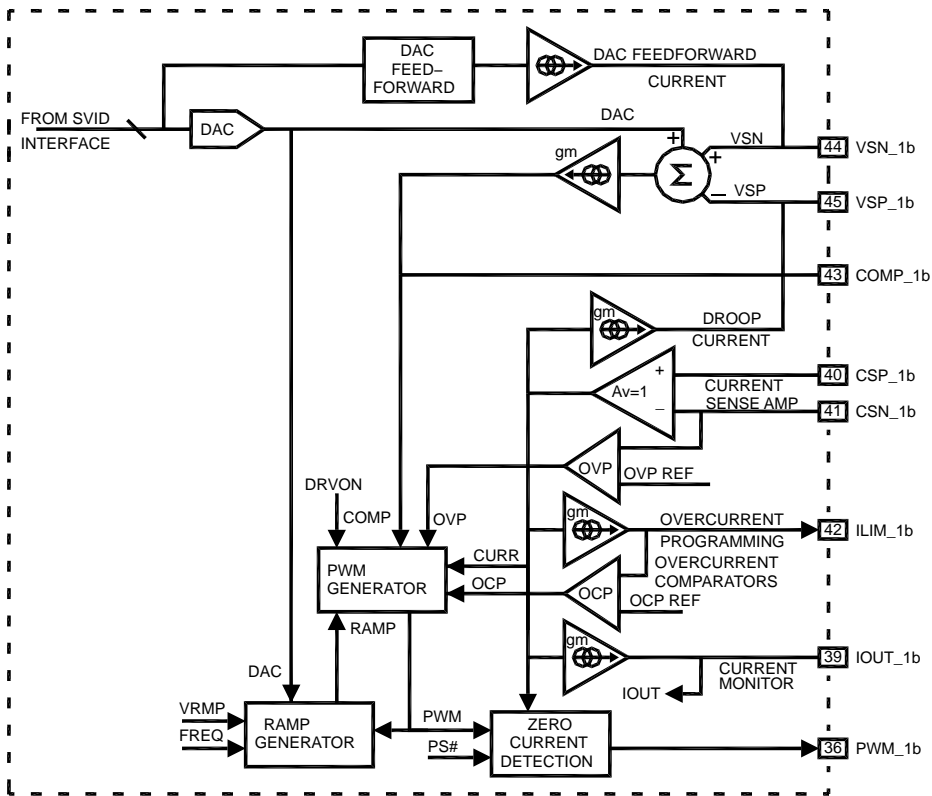 DAC
FEED–
FORWARD
DAC FEEDFORWARD
CURRENT
FROM SVID
INTERFACE
DAC
DAC
+
VSN
+
44 VSN_1b
gm
Σ
–
VSP
45 VSP_1b
43 COMP_1b
gm
DROOP
CURRENT
+
40 CSP_1b
Av=1
CURRENT
SENSE AMP
–
41 CSN_1b
OVP
OVP REF
DRVON
COMP
OVP
gm
OVERCURRENT
PROGRAMMING
42 ILIM_1b
OVERCURRENT
COMPARATORS
CURR
PWM
GENERATOR
OCP
OCP
OCP REF
RAMP
gm
DAC
CURRENT
MONITOR
39 IOUT_1b
IOUT
VRMP
FREQ
RAMP
GENERATOR
PWM
PS#
ZERO
CURRENT
DETECTION
36 PWM_1b